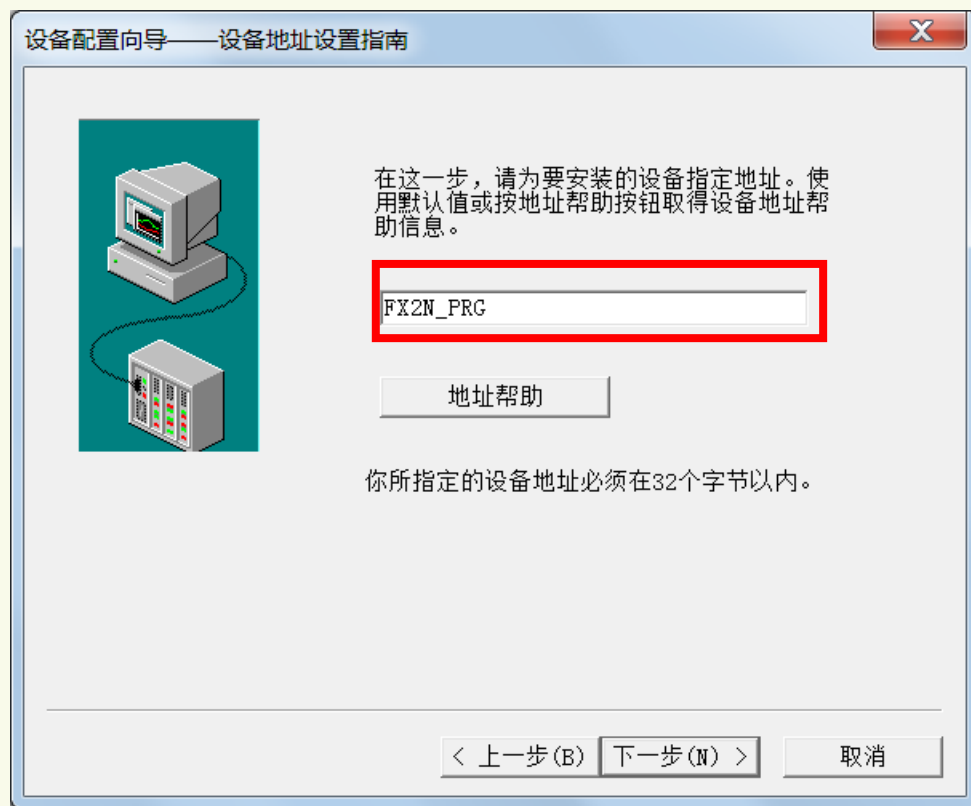 设备配置向导——设备地址设置指南
在这一步，请为要安装的设备指定地址。使
用默认值或按地址帮助按钮取得设备地址帮
助信息。
FX2N_PRG
地址帮助
你所指定的设备地址必须在32个字节以内。
< 上一步(B) 下一步(N) > 取消